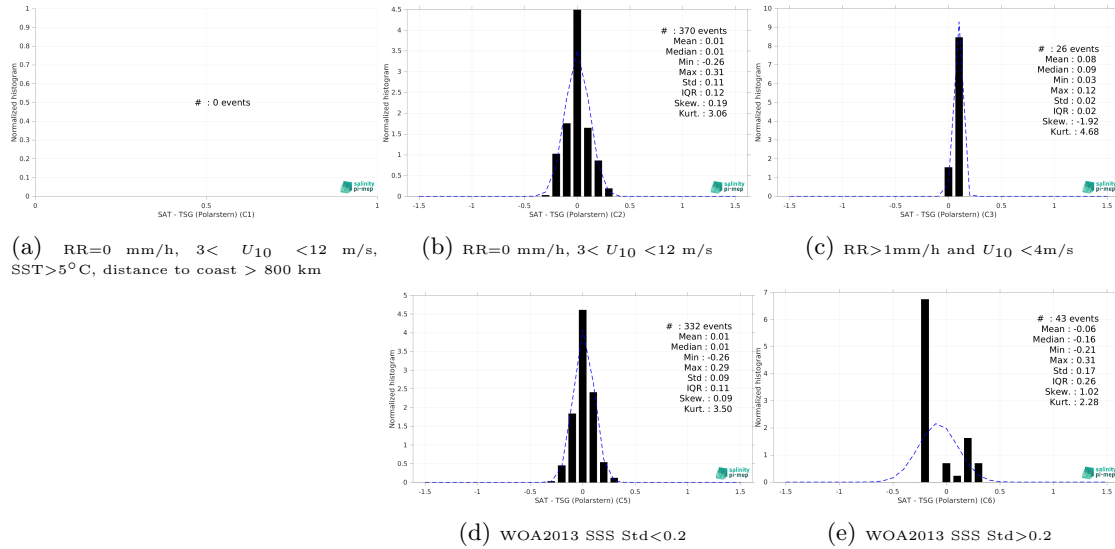 1
0.9
0.8
0.7
0.6
0.5
0.4
0.3
0.2
0.1
0
Normalized histogram
# : 0 events
salinity
pi-mep
0 0.5 1
SAT - TSG (Polarstern) (C1)
(a) RR=0 mm/h, 3< U10 <12 m/s,
SST>5°C, distance to coast > 800 km
4.5
4
3.5
3
2.5
2
1.5
1
0.5
0
Normalized histogram
# : 370 events
Mean : 0.01
Median : 0.01
Min : -0.26
Max : 0.31
Std : 0.11
IQR : 0.12
Skew. : 0.19
Kurt. : 3.06
salinity
pi-mep
-1.5 -1 -0.5 0 0.5 1 1.5
SAT - TSG (Polarstern) (C2)
(b) RR=0 mm/h, 3< U10 <12 m/s
10
9
8
7
6
5
4
3
2
1
0
Normalized histogram
# : 26 events
Mean : 0.08
Median : 0.09
Min : 0.03
Max : 0.12
Std : 0.02
IQR : 0.02
Skew. : -1.92
Kurt. : 4.68
salinity
pi-mep
-1.5 -1 -0.5 0 0.5 1 1.5
SAT - TSG (Polarstern) (C3)
(c) RR>1mm/h and U10 <4m/s
5
4.5
4
3.5
3
2.5
2
1.5
1
0.5
0
Normalized histogram
# : 332 events
Mean : 0.01
Median : 0.01
Min : -0.26
Max : 0.29
Std : 0.09
IQR : 0.11
Skew. : 0.09
Kurt. : 3.50
salinity
pi-mep
-1.5 -1 -0.5 0 0.5 1 1.5
SAT - TSG (Polarstern) (C5)
(d) WOA2013 SSS Std<0.2
7
6
5
4
3
2
1
0
Normalized histogram
# : 43 events
Mean : -0.06
Median : -0.16
Min : -0.21
Max : 0.31
Std : 0.17
IQR : 0.26
Skew. : 1.02
Kurt. : 2.28
salinity
pi-mep
-1.5 -1 -0.5 0 0.5 1 1.5
SAT - TSG (Polarstern) (C6)
(e) WOA2013 SSS Std>0.2